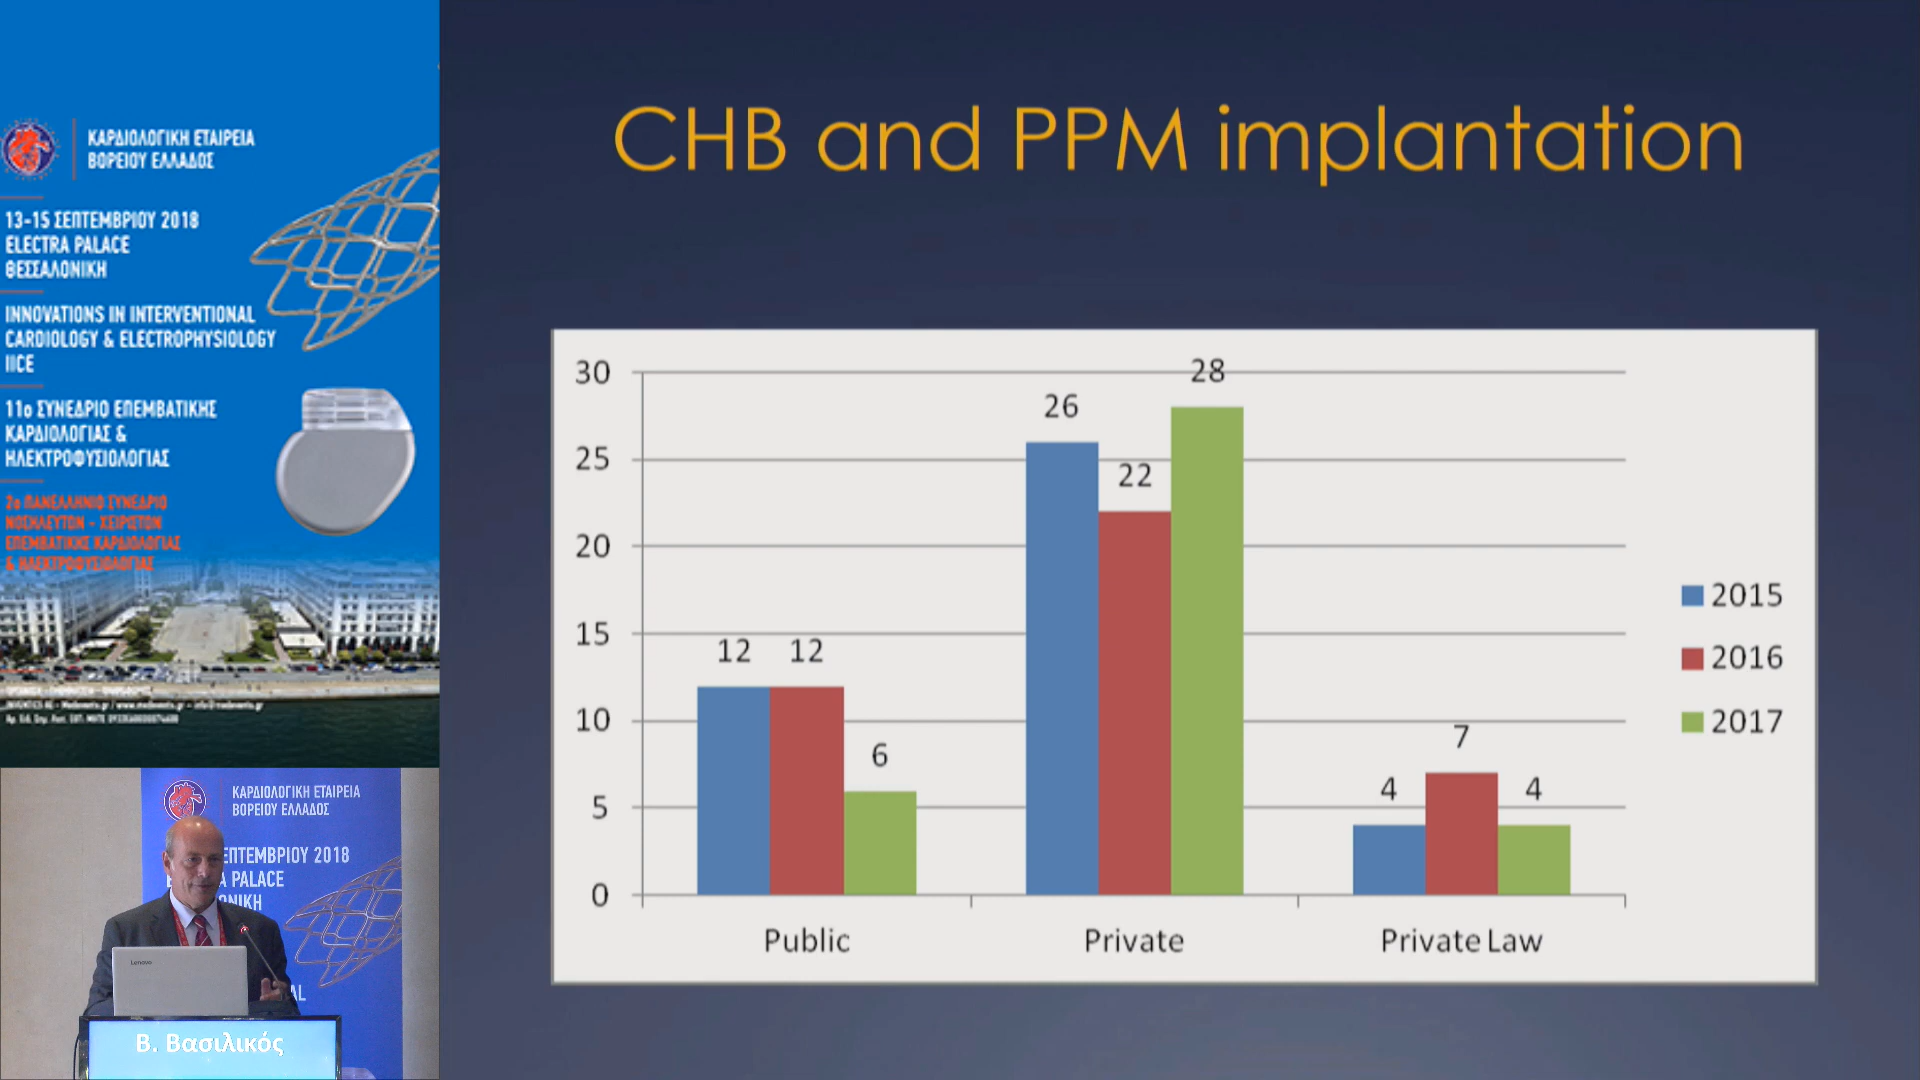 ΚΑΡΔΙΟΛΟΓΙΚΗ ΕΤΑΙΡΕΙΑ
ΒΟΡΕΙΟΥ ΕΛΛΑΔΟΣ
13-15 ΣΕΠΤΕΜΒΡΙΟΥ 2018
ELECTRA PALACE
ΘΕΣΣΑΛΟΝΙΚΗ
INNOVATIONS IN INTERVENTIONAL
CARDIOLOGY & ELECTROPHYSIOLOGY
IICE
11ο ΣΥΝΕΔΡΙΟ ΕΠΕΜΒΑΤΙΚΗΣ
ΚΑΡΔΙΟΛΟΓΙΑΣ &
ΗΛΕΚΤΡΟΦΥΣΙΟΛΟΓΙΑΣ
2ο ΠΑΝΕΛΛΗΝΙΟ ΣΥΝΕΔΡΙΟ
ΝΟΣΗΛΕΥΤΩΝ - ΧΕΙΡΙΣΤΩΝ
ΕΠΕΜΒΑΤΙΚΗΣ ΚΑΡΔΙΟΛΟΓΙΑΣ
& ΗΛΕΚΤΡΟΦΥΣΙΟΛΟΓΙΑΣ
CHB and PPM implantation
30
25
20
15
10
5
0
12 12 6
26 22 28
4 7 4
Public Private Private Law
2015
2016
2017
ΚΑΡΔΙΟΛΟΓΙΚΗ ΕΤΑΙΡΕΙΑ
ΒΟΡΕΙΟΥ ΕΛΛΑΔΟΣ
ΕΠΤΕΜΒΡΙΟΥ 2018
A PALACE
ΟΝΙΚΗ
AL
Lenovo
Β. Βασιλικός